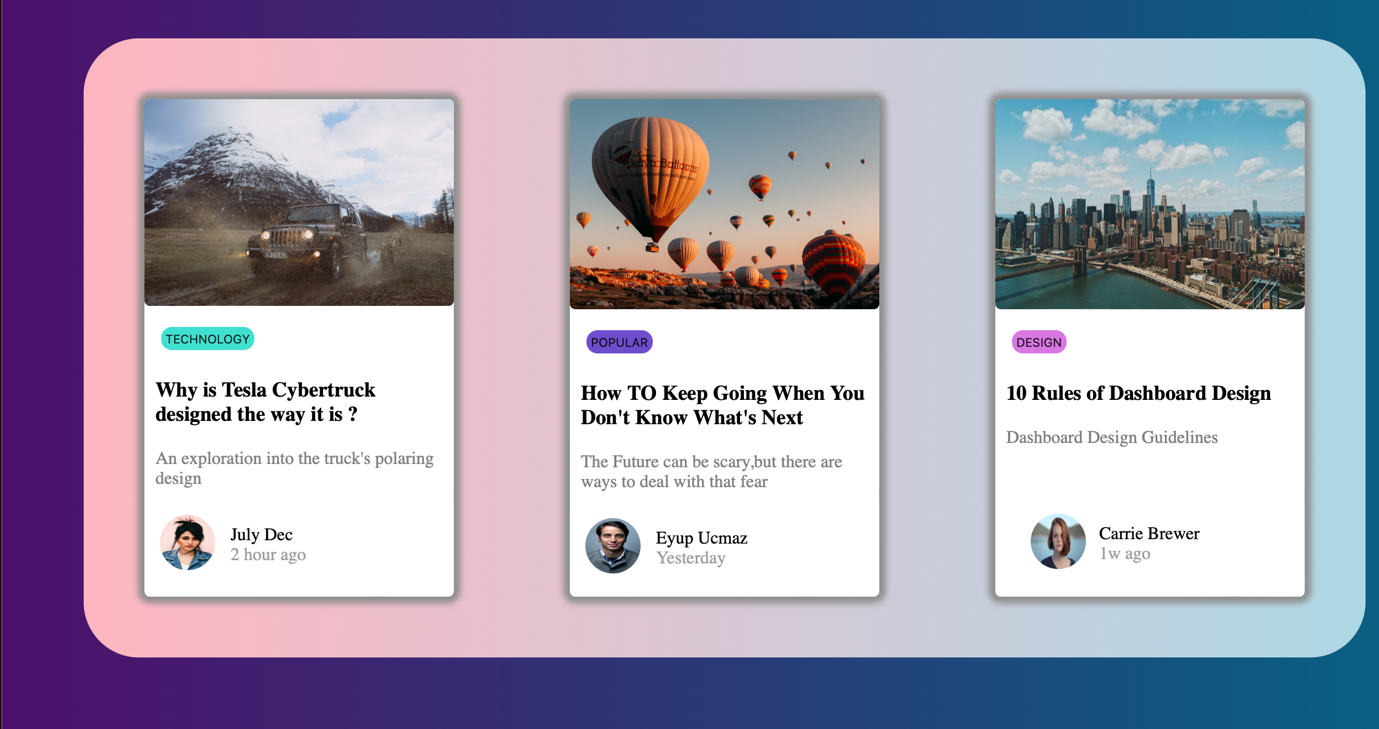 TECHNOLOGY
Why is Tesla Cybertruck
designed the way it is ?
An exploration into the truck's polaring
design
July Dec
2 hour ago
POPULAR
How TO Keep Going When You
Don't Know What's Next
The Future can be scary,but there are
ways to deal with that fear
Eyup Ucmaz
Yesterday
DESIGN
10 Rules of Dashboard Design
Dashboard Design Guidelines
Carrie Brewer
1w ago